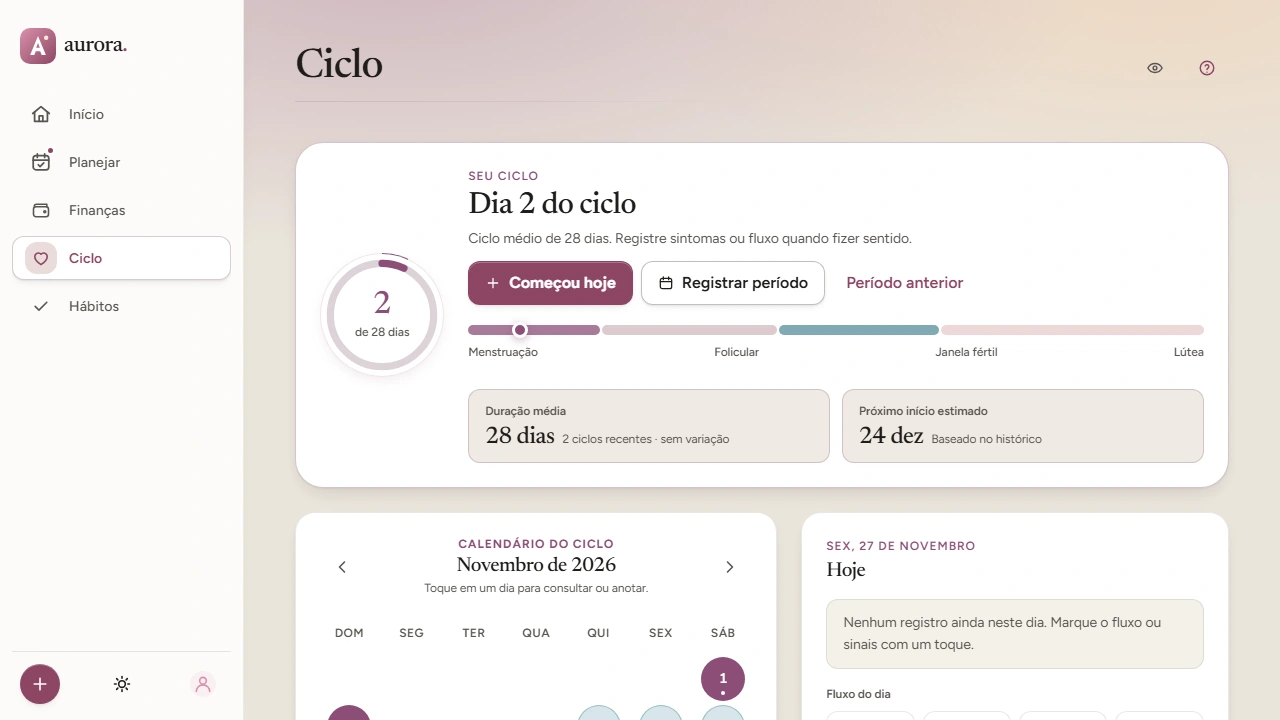 aurora.
Início
Planejar
Finanças
Ciclo
Hábitos
Ciclo
SEU CICLO
Dia 2 do ciclo
Ciclo médio de 28 dias. Registre sintomas ou fluxo quando fizer sentido.
2
de 28 dias
Começou hoje
Registrar período
Período anterior
Menstruação Folicular Janela fértil Lútea
Duração média
28 dias 2 ciclos recentes · sem variação
Próximo início estimado
24 dez Baseado no histórico
CALENDÁRIO DO CICLO
Novembro de 2026
Toque em um dia para consultar ou anotar.
DOM SEG TER QUA QUI SEX SÁB
1
SEX, 27 DE NOVEMBRO
Hoje
Nenhum registro ainda neste dia. Marque o fluxo ou
sinais com um toque.
Fluxo do dia